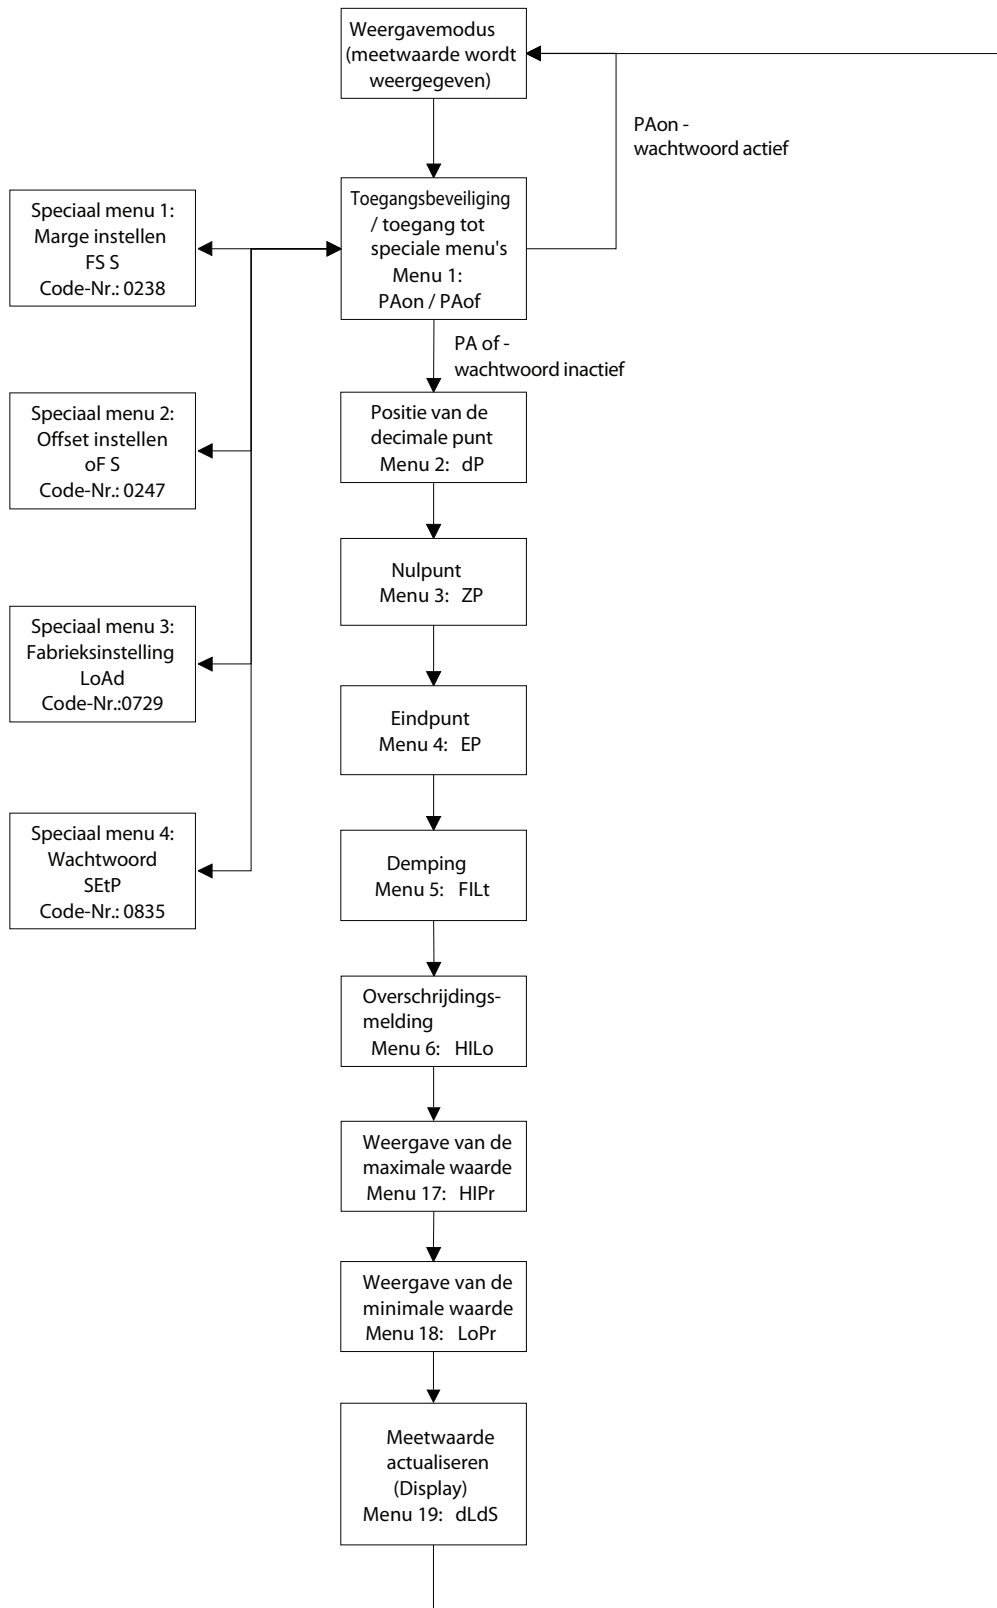 Weergavemodus
(meetwaarde wordt
weergegeven)
PAon -
wachtwoord actief
Toegangsbeveiliging
/ toegang tot
speciale menu's
Menu 1:
PAon / PAof
Speciaal menu 1:
Marge instellen
FS S
Code-Nr.: 0238
PA of -
wachtwoord inactief
Positie van de
decimale punt
Menu 2: dP
Speciaal menu 2:
Offset instellen
oF S
Code-Nr.: 0247
Nulpunt
Menu 3: ZP
Speciaal menu 3:
Fabrieksinstelling
LoAd
Code-Nr.:0729
Eindpunt
Menu 4: EP
Speciaal menu 4:
Wachtwoord
SEtP
Code-Nr.: 0835
Demping
Menu 5: FILt
Overschrijdings-
melding
Menu 6: HILo
Weergave van de
maximale waarde
Menu 17: HIPr
Weergave van de
minimale waarde
Menu 18: LoPr
Meetwaarde
actualiseren
(Display)
Menu 19: dLdS